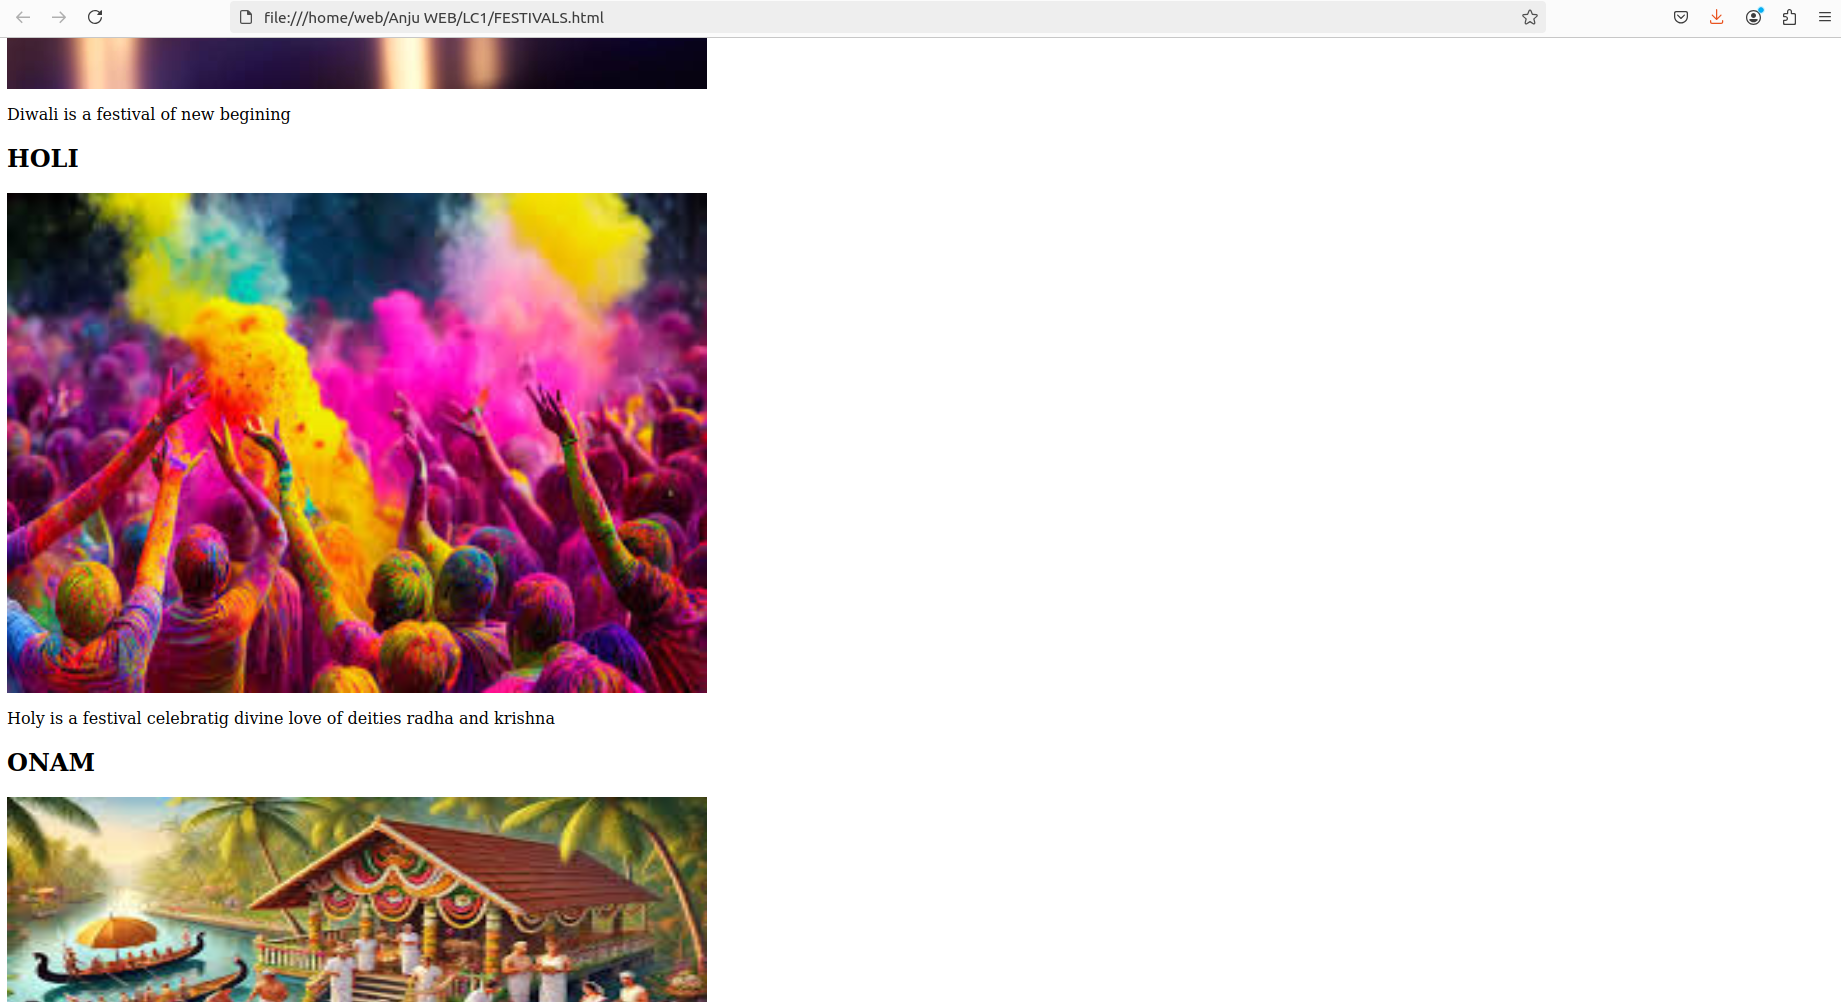 file:///home/web/Anju WEB/LC1/FESTIVALS.html
Diwali is a festival of new begining
HOLI
Holy is a festival celebratig divine love of deities radha and krishna
ONAM